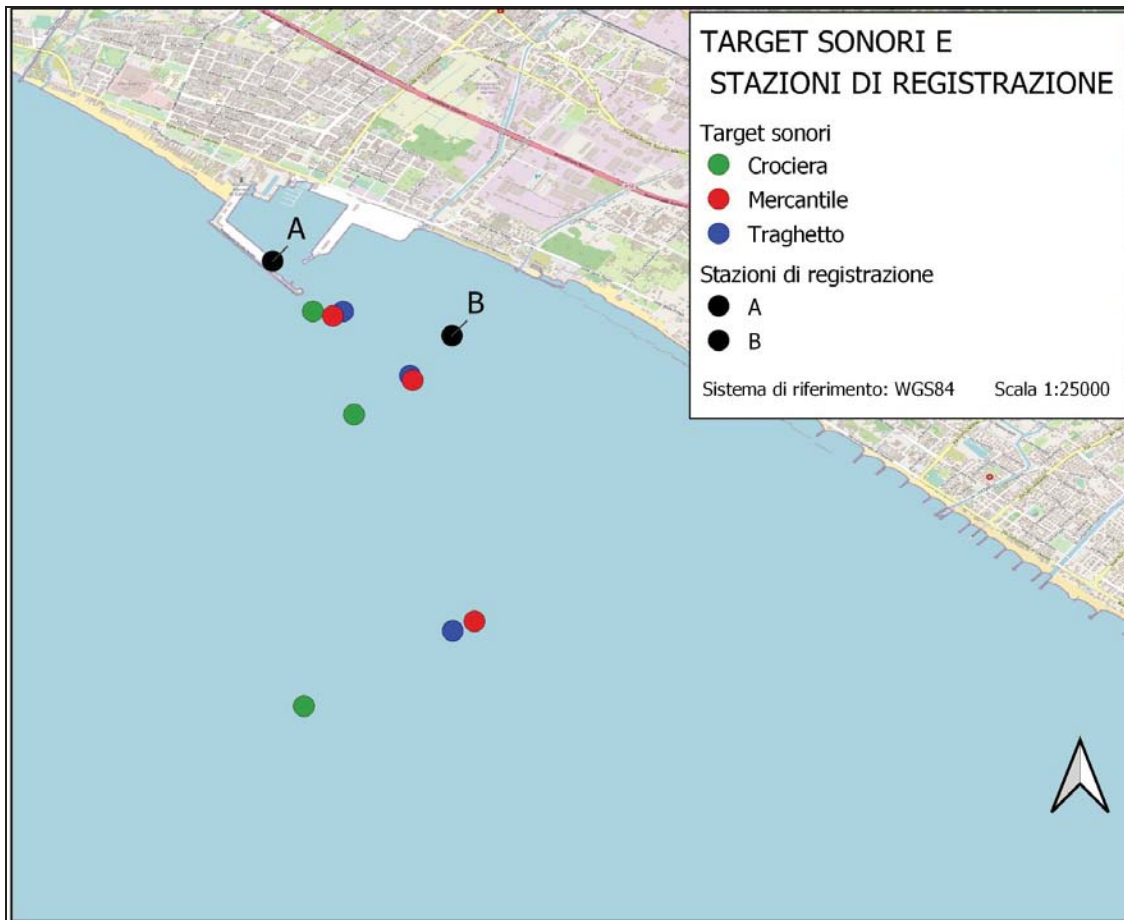 TARGET SONORI E
STAZIONI DI REGISTRAZIONE
Target sonori
Crociera
Mercantile
Traghetto
Stazioni di registrazione
A
B
Sistema di riferimento: WGS84 Scala 1:25000
A
B